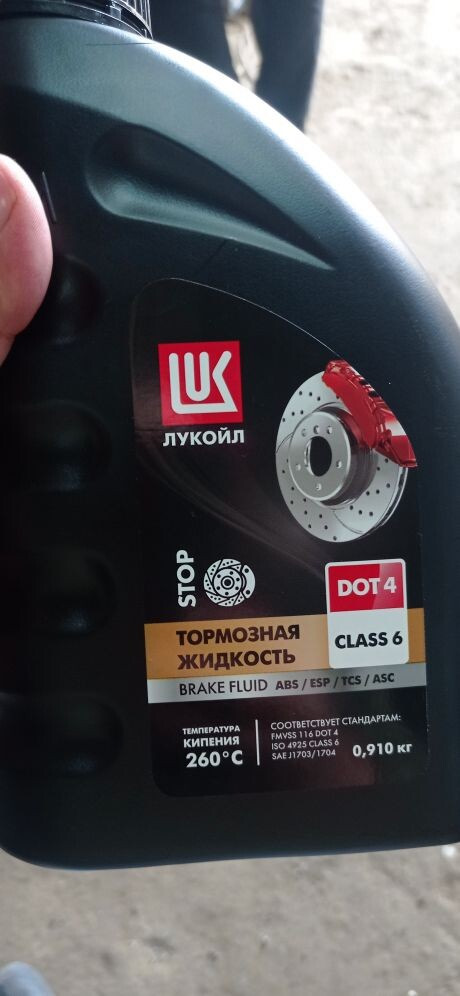 LUK
ЛУКОЙЛ
STOP
DOT 4
CLASS 6
ТОРМОЗНАЯ
ЖИДКОСТЬ
BRAKE FLUID ABS / ESP / TCS / ASC
ТЕМПЕРАТУРА
КИПЕНИЯ
260°C
СООТВЕТСТВУЕТ СТАНДАРТАМ:
FMVSS 116 DOT 4
ISO 4925 CLASS 6
SAE J1703/1704
0,910 кг